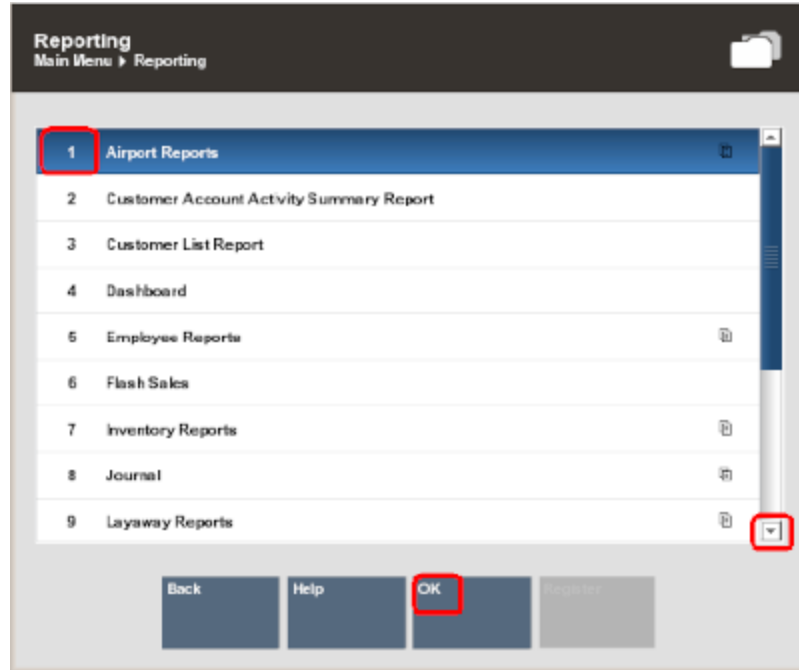 Reporting
Main Menu ▸ Reporting
1 Airport Reports
2 Customer Account Activity Summary Report
3 Customer List Report
4 Dashboard
5 Employee Reports
6 Flash Sales
7 Inventory Reports
8 Journal
9 Layaway Reports
Back Help OK Register